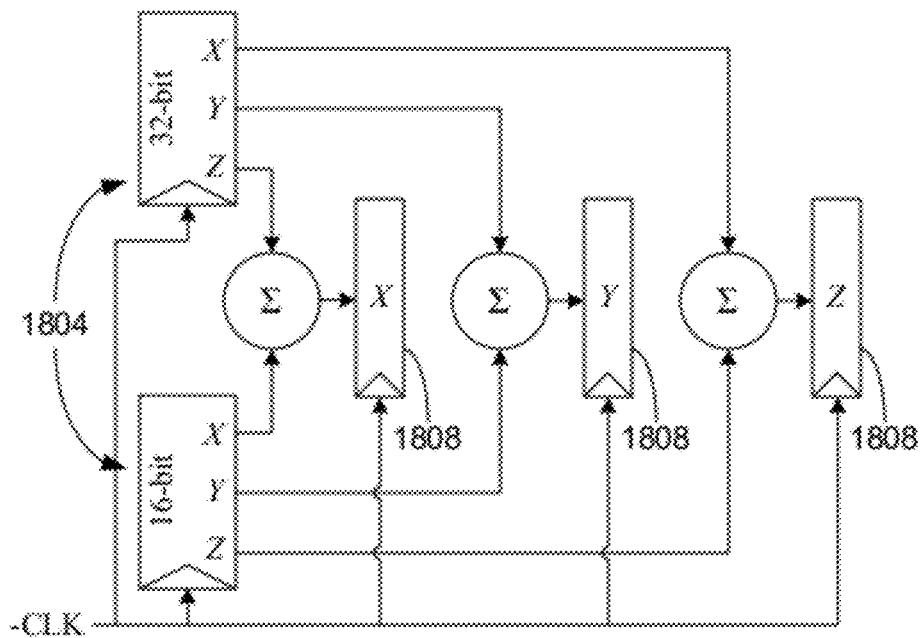 32-bit
X
Y
Z
1804
Σ
X
Σ
Y
Σ
Z
1808
1808
1808
16-bit
X
Y
Z
-CLK